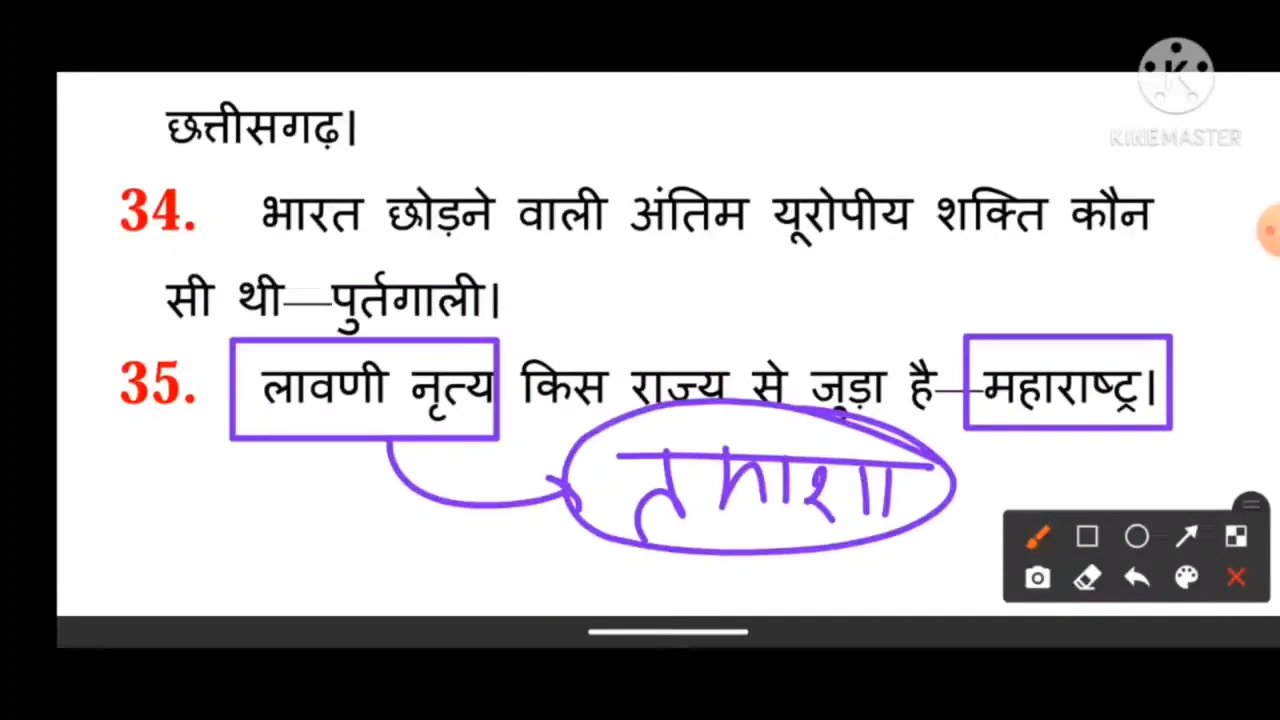 KINEMASTER
छत्तीसगढ़।
34. भारत छोड़ने वाली अंतिम यूरोपीय शक्ति कौन
सी थी—पुर्तगाली।
35. लावणी नृत्य किस राज्य से जुड़ा है—महाराष्ट्र।
तमाशा